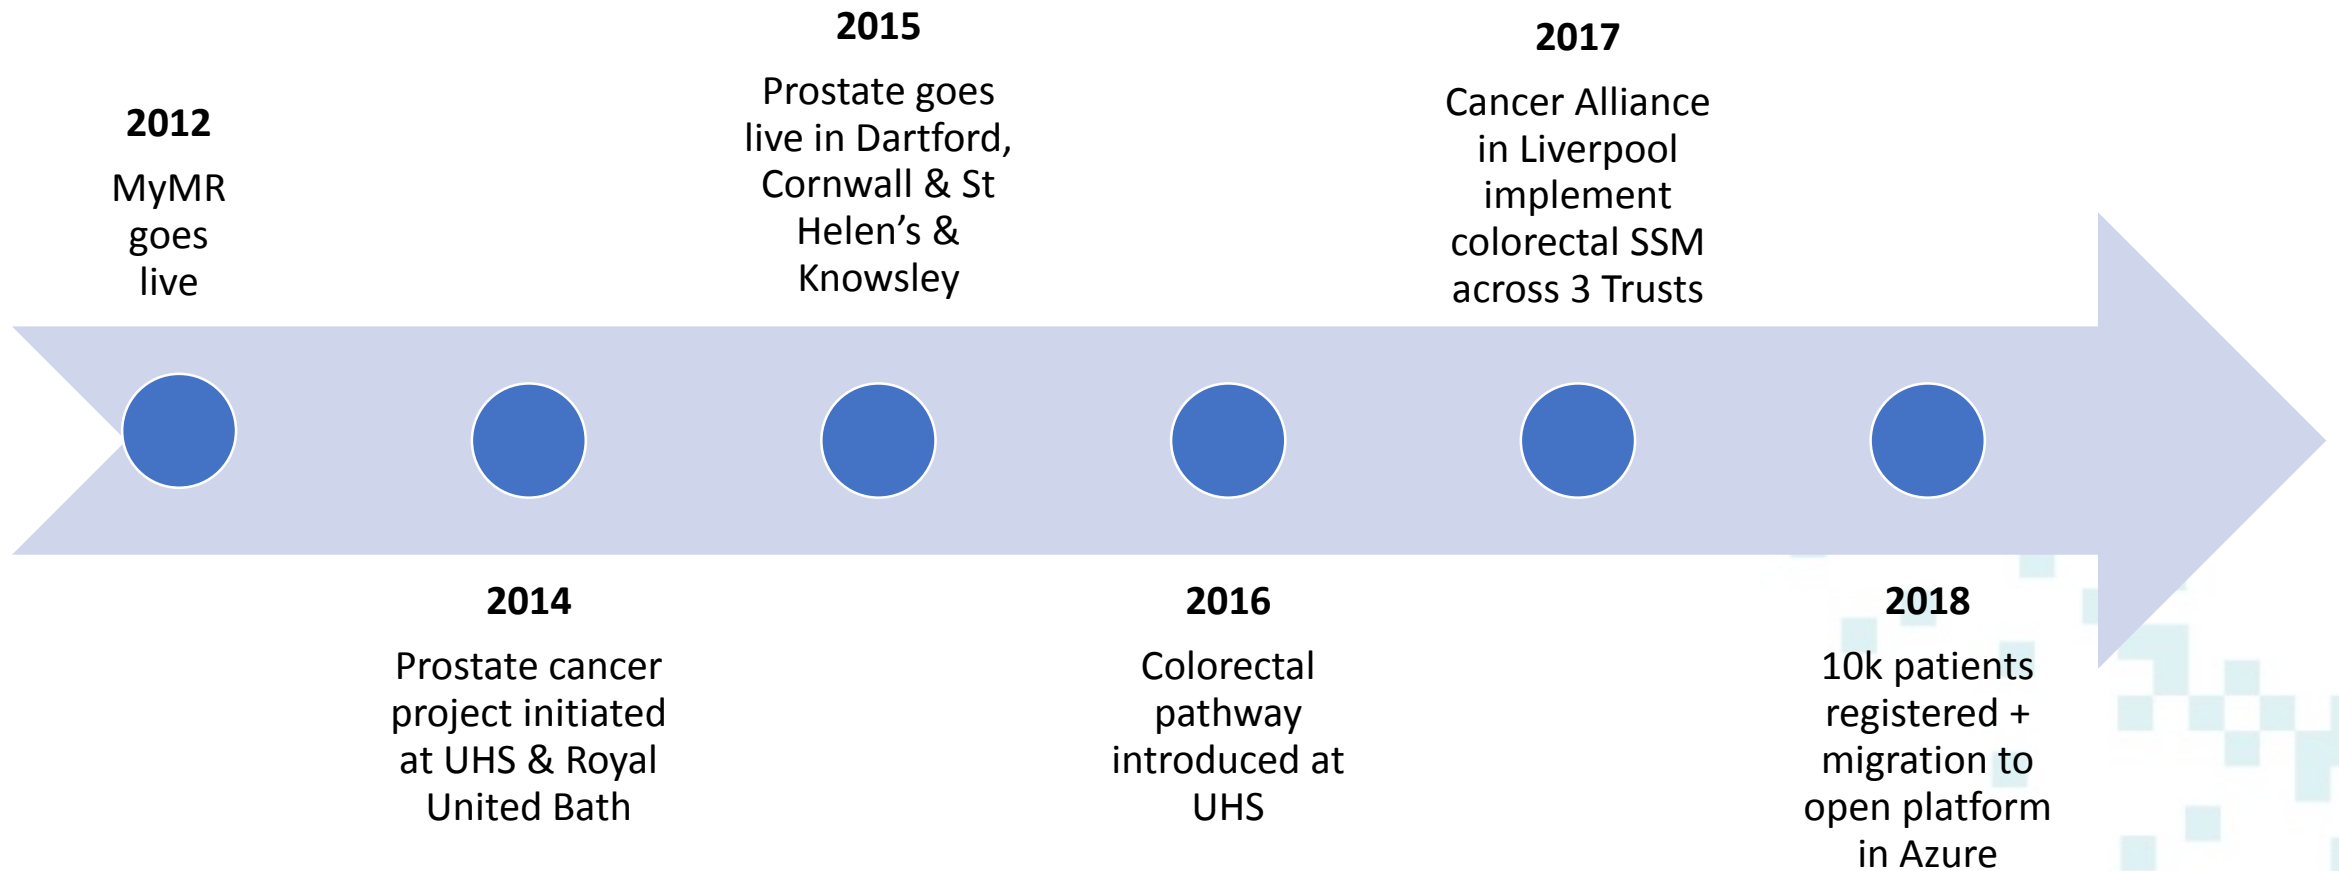 2012
MyMR
goes
live
2014
Prostate cancer
project initiated
at UHS & Royal
United Bath
2015
Prostate goes
live in Dartford,
Cornwall & St
Helen’s &
Knowsley
2016
Colorectal
pathway
introduced at
UHS
2017
Cancer Alliance
in Liverpool
implement
colorectal SSM
across 3 Trusts
2018
10k patients
registered +
migration to
open platform
in Azure